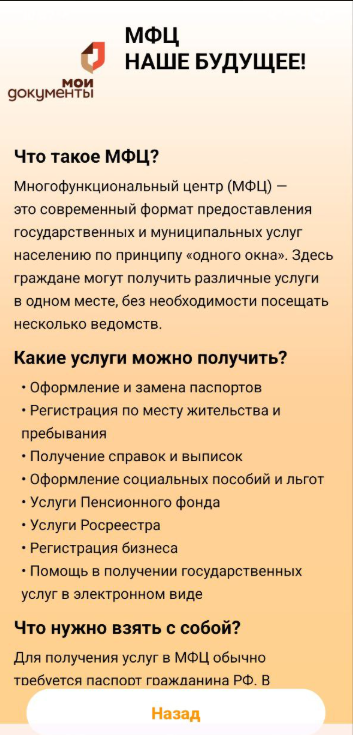 МФЦ
НАШЕ БУДУЩЕЕ!
мои
документы
Что такое МФЦ?
Многофункциональный центр (МФЦ) —
это современный формат предоставления
государственных и муниципальных услуг
населению по принципу «одного окна». Здесь
граждане могут получить различные услуги
в одном месте, без необходимости посещать
несколько ведомств.
Какие услуги можно получить?
• Оформление и замена паспортов
• Регистрация по месту жительства и
пребывания
• Получение справок и выписок
• Оформление социальных пособий и льгот
• Услуги Пенсионного фонда
• Услуги Росреестра
• Регистрация бизнеса
• Помощь в получении государственных
услуг в электронном виде
Что нужно взять с собой?
Для получения услуг в МФЦ обычно
требуется паспорт гражданина РФ. В
Назад